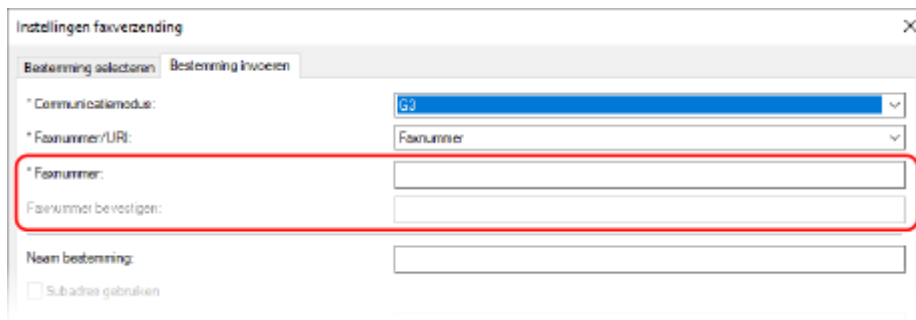 Instellingen faxverzending
Bestemming selecteren Bestemming invoeren
* Communicatiemodus: G3
* Faxnummer/URI: Faxnummer
* Faxnummer:
Faxnummer bevestigen:
Naam bestemming:
Subadres gebruiken